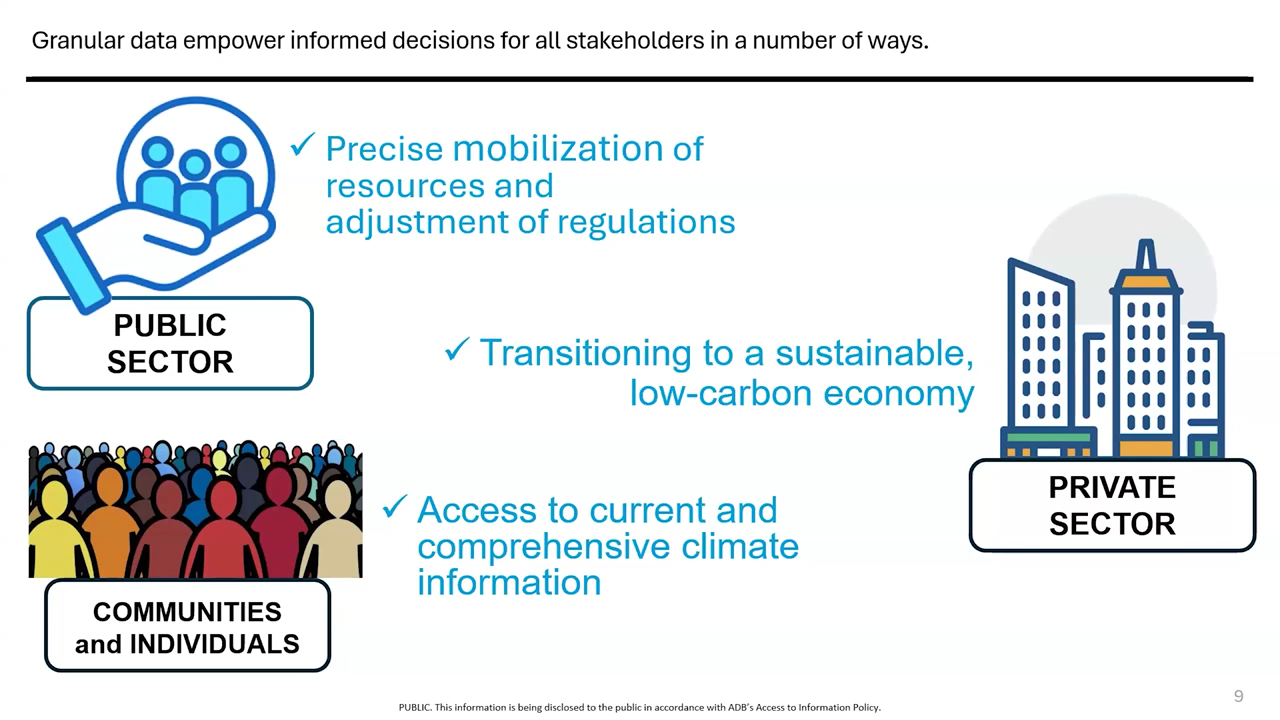 Granular data empower informed decisions for all stakeholders in a number of ways.
✓ Precise mobilization of
resources and
adjustment of regulations
PUBLIC
SECTOR
✓ Transitioning to a sustainable,
low-carbon economy
PRIVATE
SECTOR
✓ Access to current and
comprehensive climate
information
COMMUNITIES
and INDIVIDUALS
9
PUBLIC. This information is being disclosed to the public in accordance with ADB's Access to Information Policy.